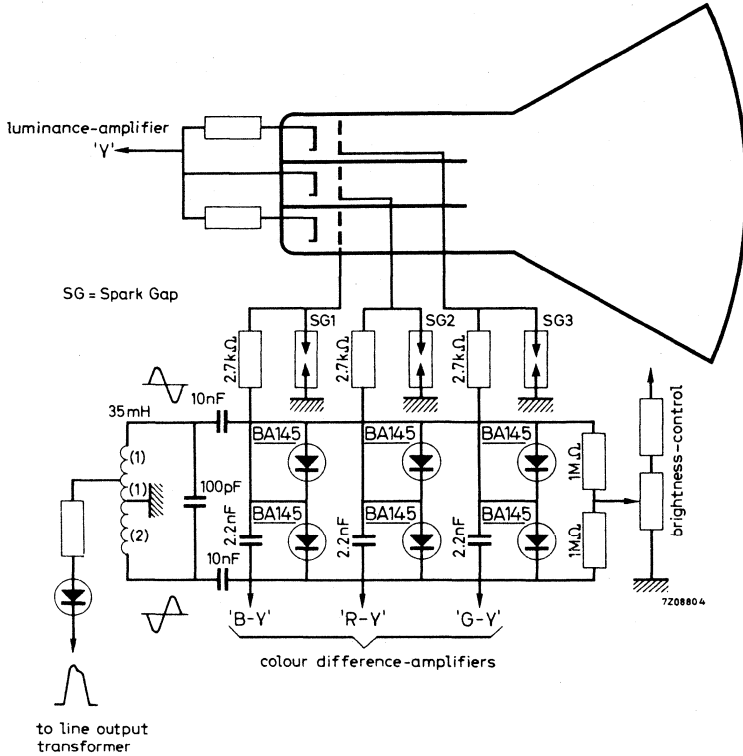 luminance-amplifier
'Y'
SG = Spark Gap
SG1
SG2
SG3
2.7kΩ
2.7kΩ
2.7kΩ
35mH
10nF
(1)
(1)
(2)
100pF
10nF
BA145
BA145
BA145
BA145
BA145
BA145
2.2nF
2.2nF
2.2nF
1MΩ
1MΩ
brightness-control
7Z08804
'B-Y'
'R-Y'
'G-Y'
colour difference-amplifiers
to line output
transformer